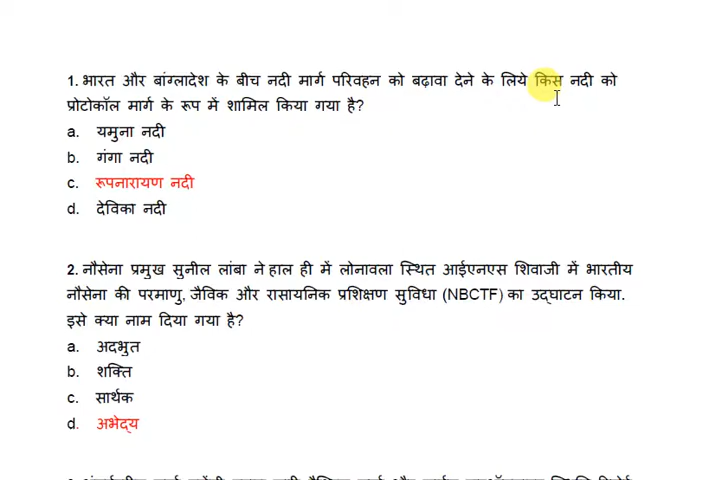 1. भारत और बांग्लादेश के बीच नदी मार्ग परिवहन को बढ़ावा देने के लिये किस नदी को
प्रोटोकॉल मार्ग के रूप में शामिल किया गया है?
a. यमुना नदी
b. गंगा नदी
c. रूपनारायण नदी
d. देविका नदी
2. नौसेना प्रमुख सुनील लांबा ने हाल ही में लोनावला स्थित आईएनएस शिवाजी में भारतीय
नौसेना की परमाणु, जैविक और रासायनिक प्रशिक्षण सुविधा (NBCTF) का उद्घाटन किया.
इसे क्या नाम दिया गया है?
a. अदभुत
b. शक्ति
c. सार्थक
d. अभेद्य